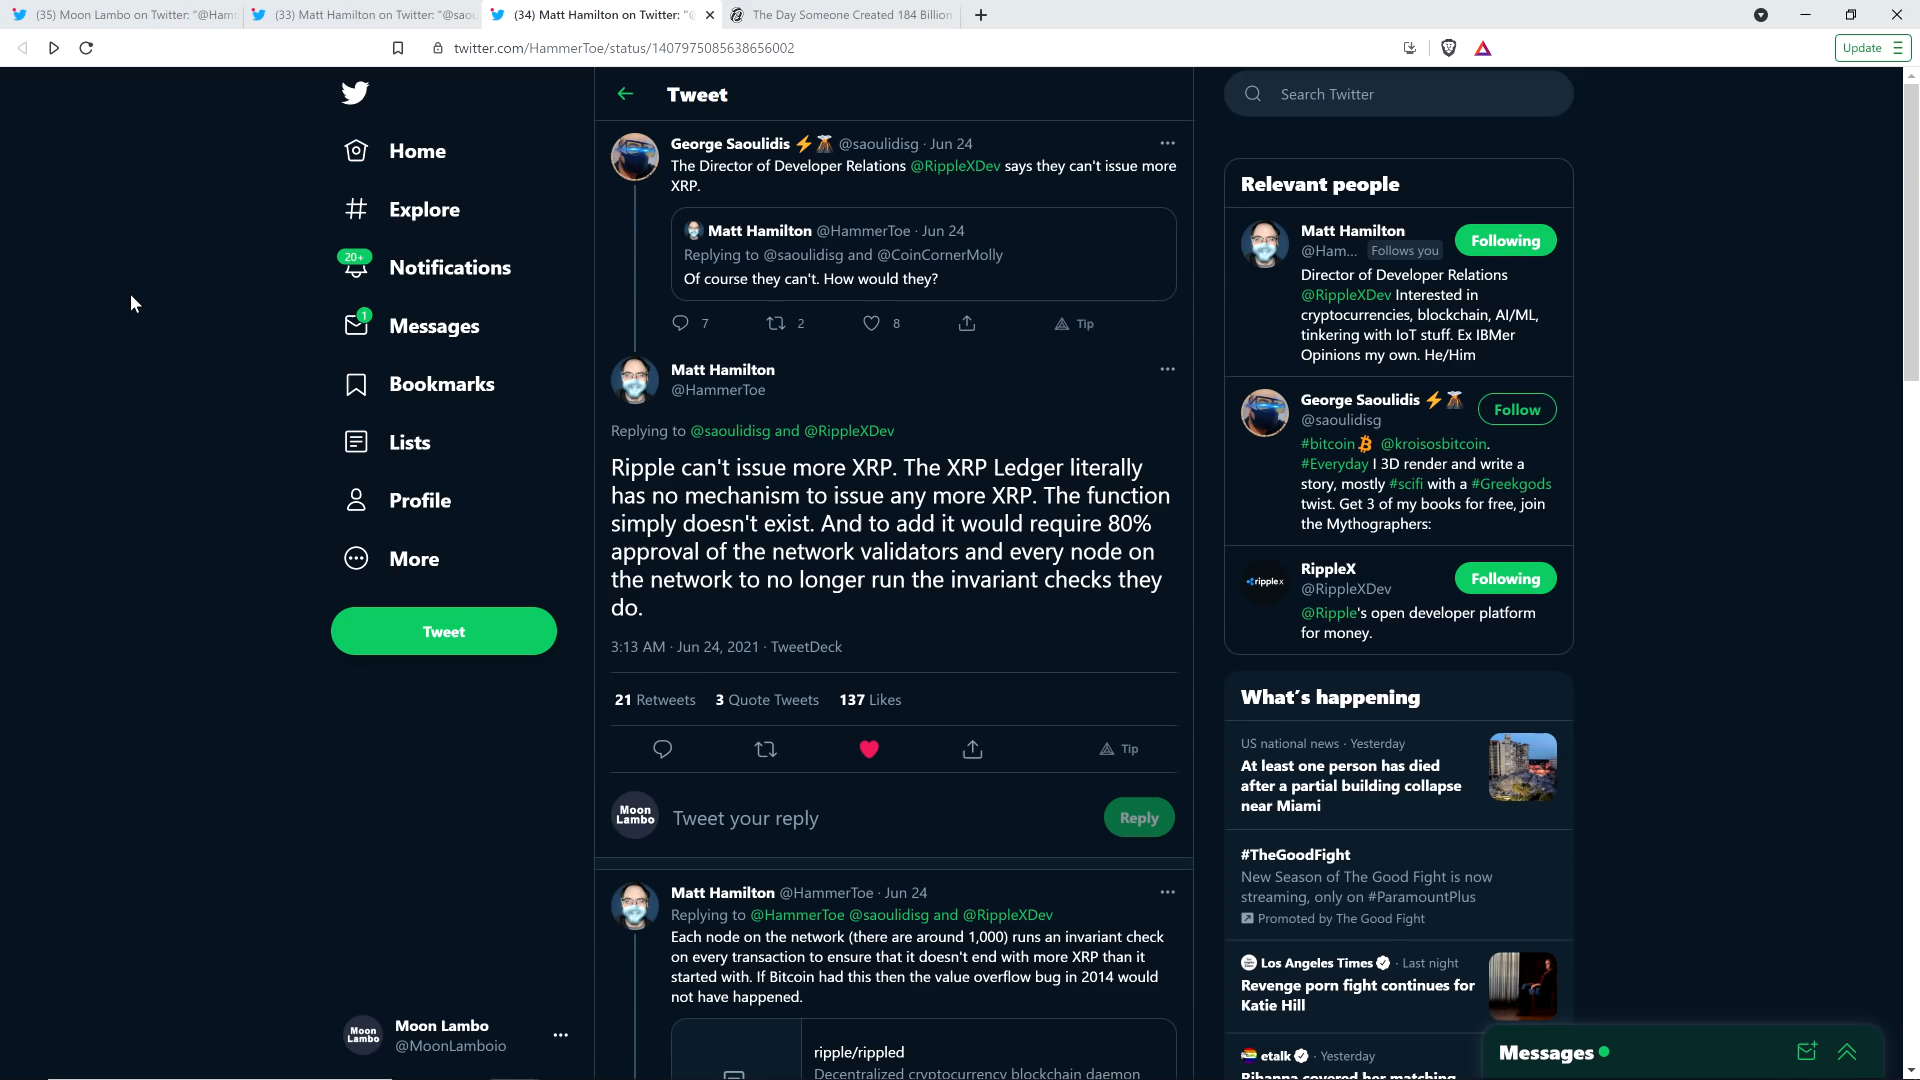 (35) Moon Lambo on Twitter: "@Ham
(33) Matt Hamilton on Twitter: "@saou
(34) Matt Hamilton on Twitter: "@
The Day Someone Created 184 Billion
twitter.com/HammerToe/status/1407975085638656002
Update
Home
Explore
20+
Notifications
1
Messages
Bookmarks
Lists
Profile
More
Tweet
Moon Lambo
Moon Lambo
@MoonLamboio
Tweet
George Saoulidis @saoulidisg · Jun 24
The Director of Developer Relations @RippleXDev says they can't issue more
XRP.
Matt Hamilton @HammerToe · Jun 24
Replying to @saoulidisg and @CoinCornerMolly
Of course they can't. How would they?
7
2
8
Tip
Matt Hamilton
@HammerToe
Replying to @saoulidisg and @RippleXDev
Ripple can't issue more XRP. The XRP Ledger literally
has no mechanism to issue any more XRP. The function
simply doesn't exist. And to add it would require 80%
approval of the network validators and every node on
the network to no longer run the invariant checks they
do.
3:13 AM · Jun 24, 2021 · TweetDeck
21 Retweets 3 Quote Tweets 137 Likes
Tip
Moon Lambo
Tweet your reply
Reply
Matt Hamilton @HammerToe · Jun 24
Replying to @HammerToe @saoulidisg and @RippleXDev
Each node on the network (there are around 1,000) runs an invariant check
on every transaction to ensure that it doesn't end with more XRP than it
started with. If Bitcoin had this then the value overflow bug in 2014 would
not have happened.
ripple/rippled
Decentralized cryptocurrency blockchain daemon
Search Twitter
Relevant people
Matt Hamilton
@Ham... Follows you
Following
Director of Developer Relations
@RippleXDev Interested in
cryptocurrencies, blockchain, AI/ML,
tinkering with IoT stuff. Ex IBMer
Opinions my own. He/Him
George Saoulidis
@saoulidisg
Follow
#bitcoin @kroisosbitcoin.
#Everyday I 3D render and write a
story, mostly #scifi with a #Greekgods
twist. Get 3 of my books for free, join
the Mythographers:
ripplex
RippleX
@RippleXDev
Following
@Ripple's open developer platform
for money.
What's happening
US national news · Yesterday
At least one person has died
after a partial building collapse
near Miami
#TheGoodFight
New Season of The Good Fight is now
streaming, only on #ParamountPlus
Promoted by The Good Fight
Los Angeles Times · Last night
Revenge porn fight continues for
Katie Hill
etalk · Yesterday
Rihanna covered her matching
Messages